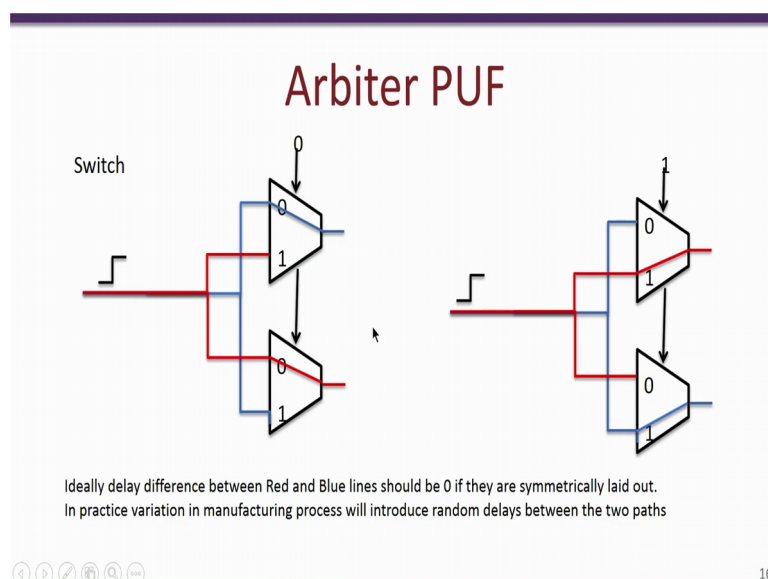 Arbiter PUF
Switch
0
0
1
0
1
1
0
1
0
1
Ideally delay difference between Red and Blue lines should be 0 if they are symmetrically laid out.
In practice variation in manufacturing process will introduce random delays between the two paths
16